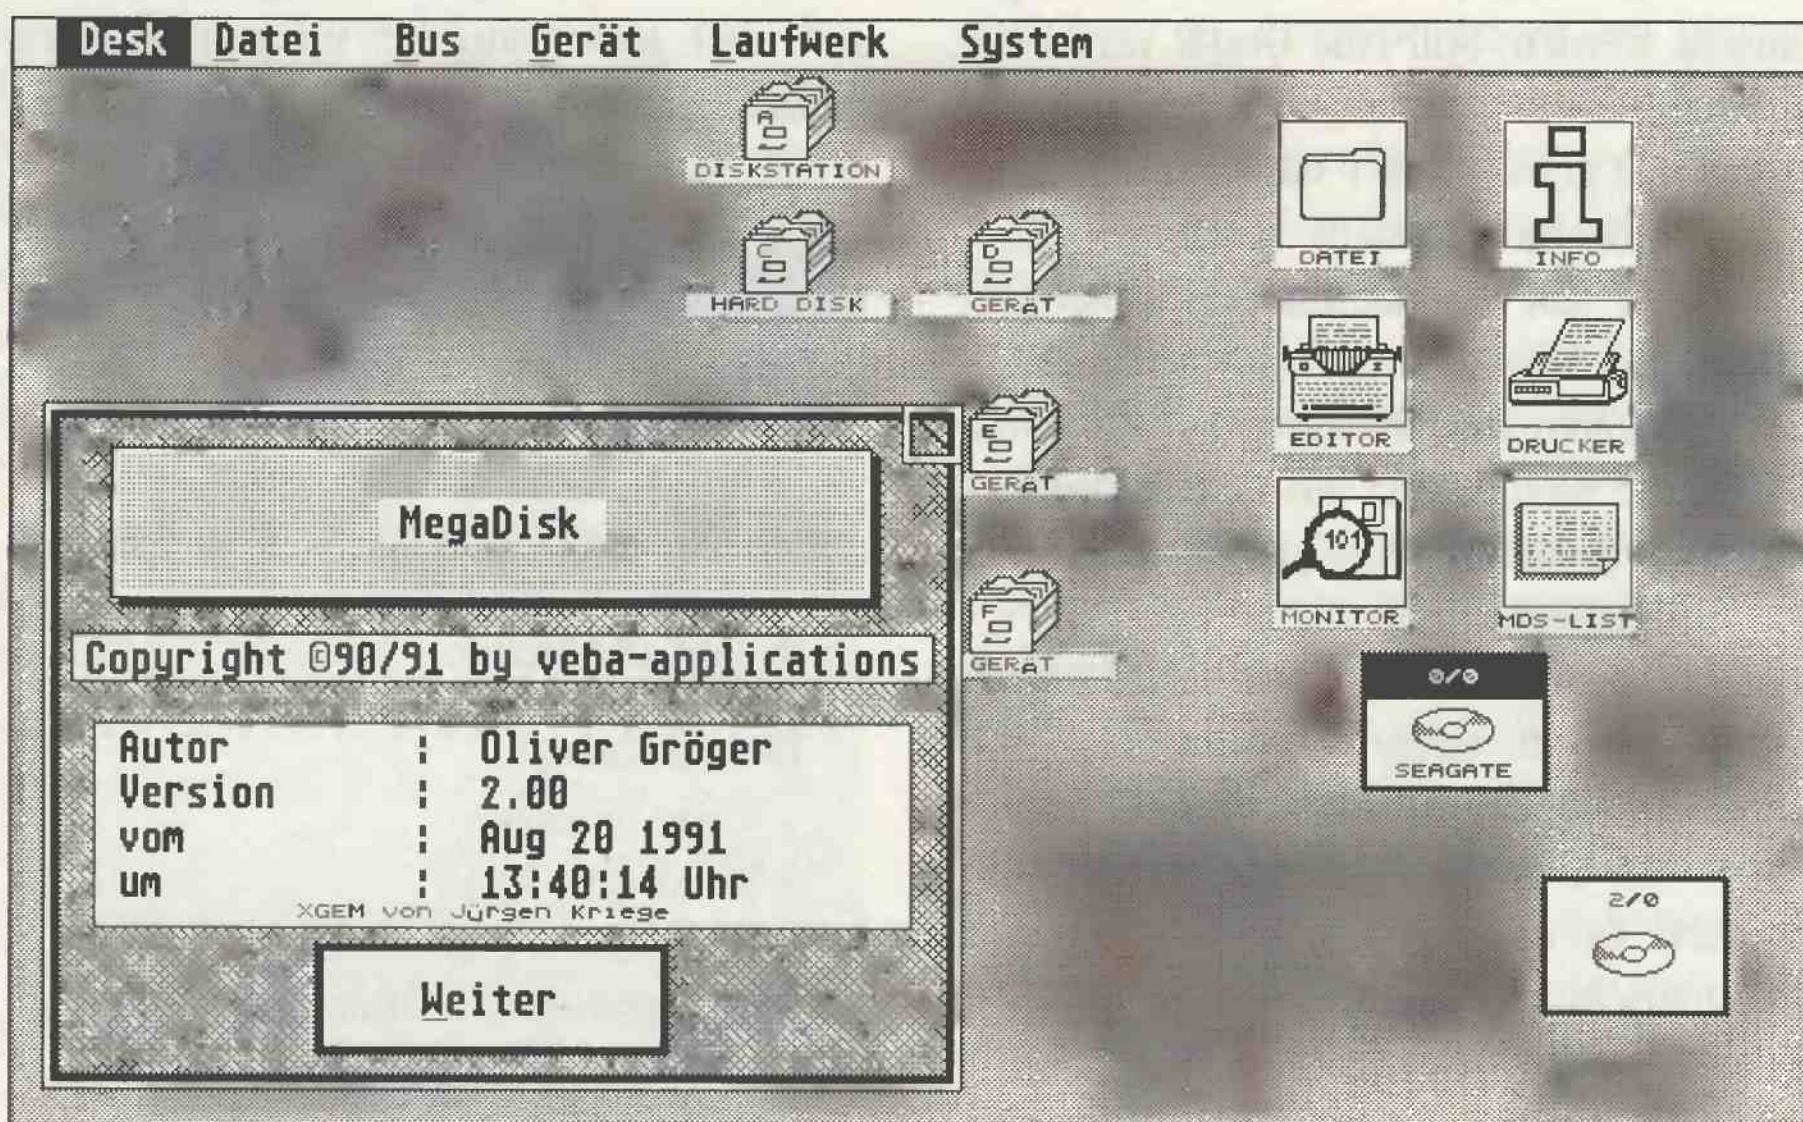 Desk Datei Bus Gerät Laufwerk System
A
DISKSTATION
C
HARD DISK
D
GERÄT
E
GERÄT
F
GERÄT
DATEI
INFO
EDITOR
DRUCKER
101
MONITOR
MDS-LIST
0/0
SEAGATE
2/0
MegaDisk
Copyright ©90/91 by veba-applications
Autor : Oliver Gröger
Version : 2.00
vom : Aug 20 1991
um : 13:40:14 Uhr
XGEM von Jürgen Kriege
Weiter